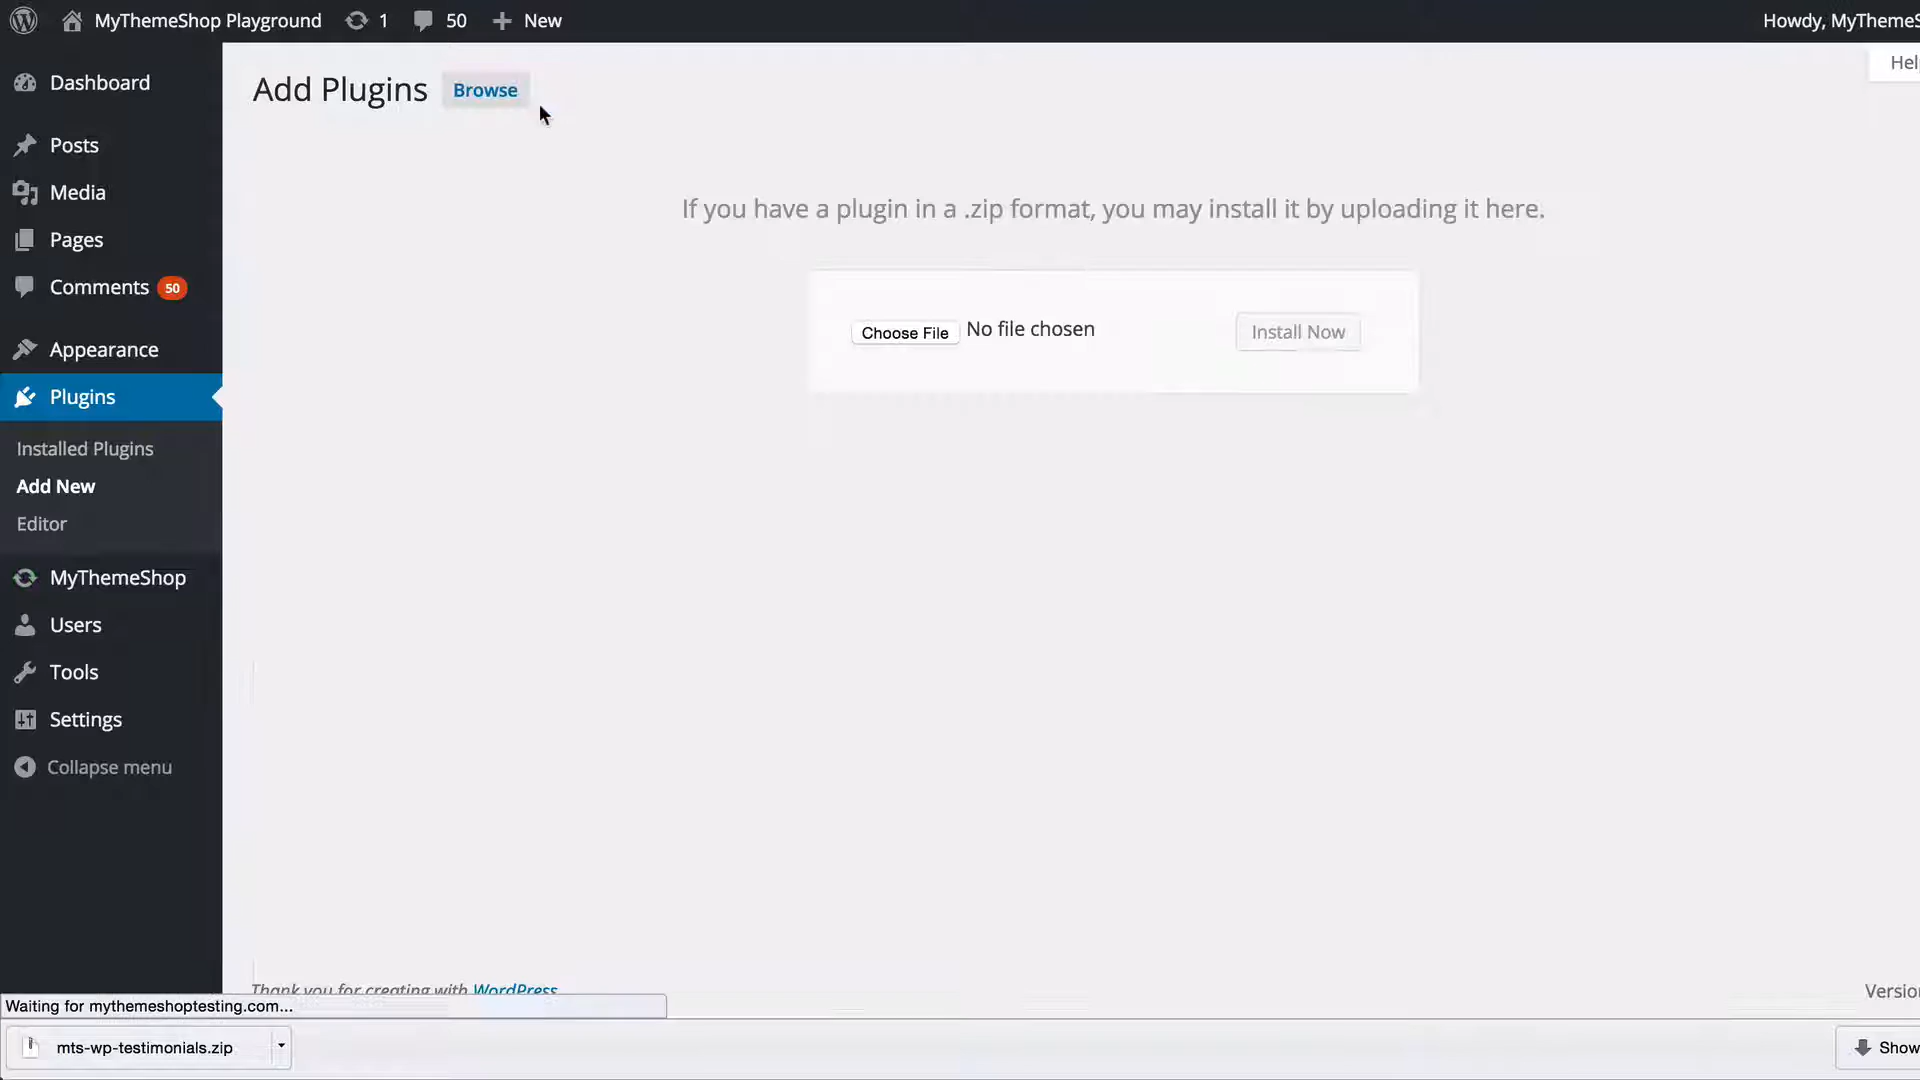 MyThemeShop Playground 1 50 New
Howdy, MyThemeS
Hel
Dashboard
Posts
Media
Pages
Comments 50
Appearance
Plugins
Installed Plugins
Add New
Editor
MyThemeShop
Users
Tools
Settings
Collapse menu
Add Plugins Browse
If you have a plugin in a .zip format, you may install it by uploading it here.
Choose File No file chosen Install Now
Thank you for creating with WordPress
Versio
Waiting for mythemeshoptesting.com...
mts-wp-testimonials.zip
Show